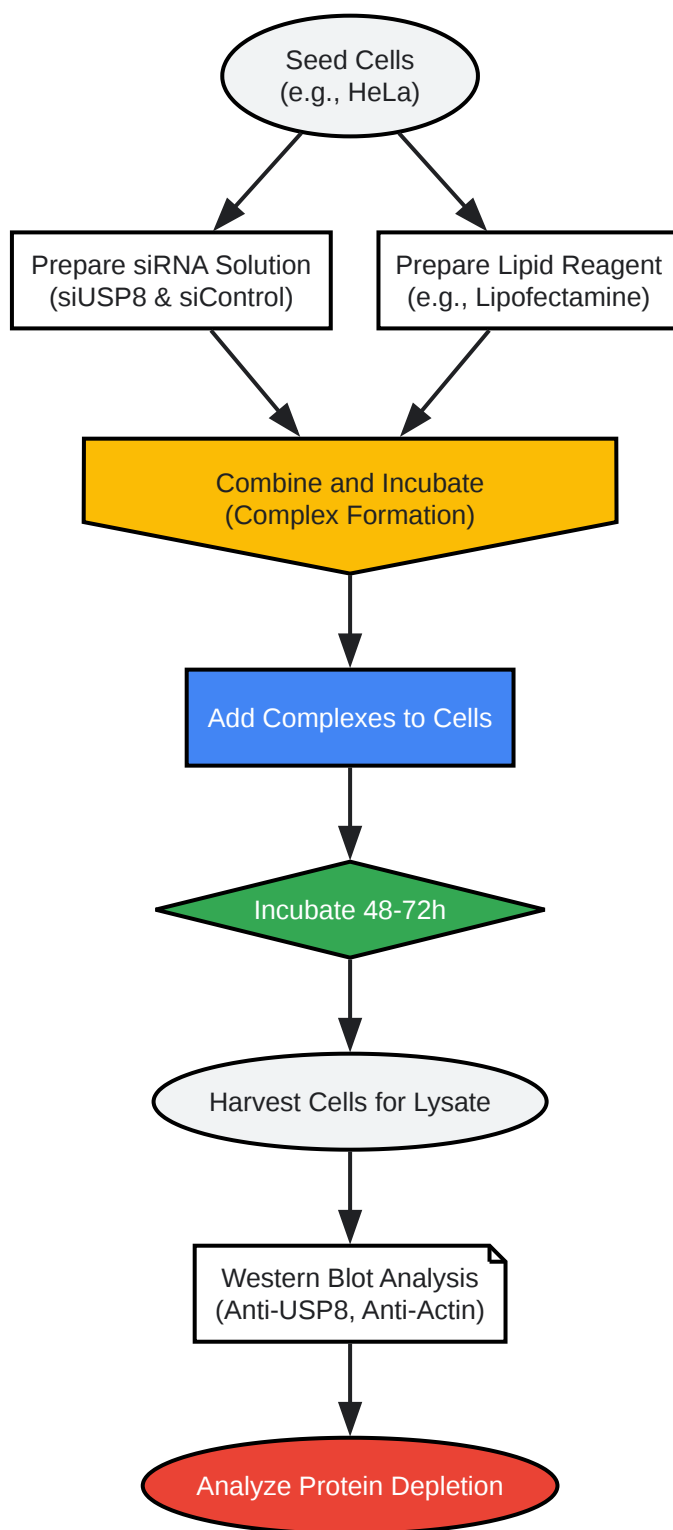 Seed Cells
(e.g., HeLa)
Prepare siRNA Solution
(siUSP8 & siControl)
Prepare Lipid Reagent
(e.g., Lipofectamine)
Combine and Incubate
(Complex Formation)
Add Complexes to Cells
Incubate 48-72h
Harvest Cells for Lysate
Western Blot Analysis
(Anti-USP8, Anti-Actin)
Analyze Protein Depletion